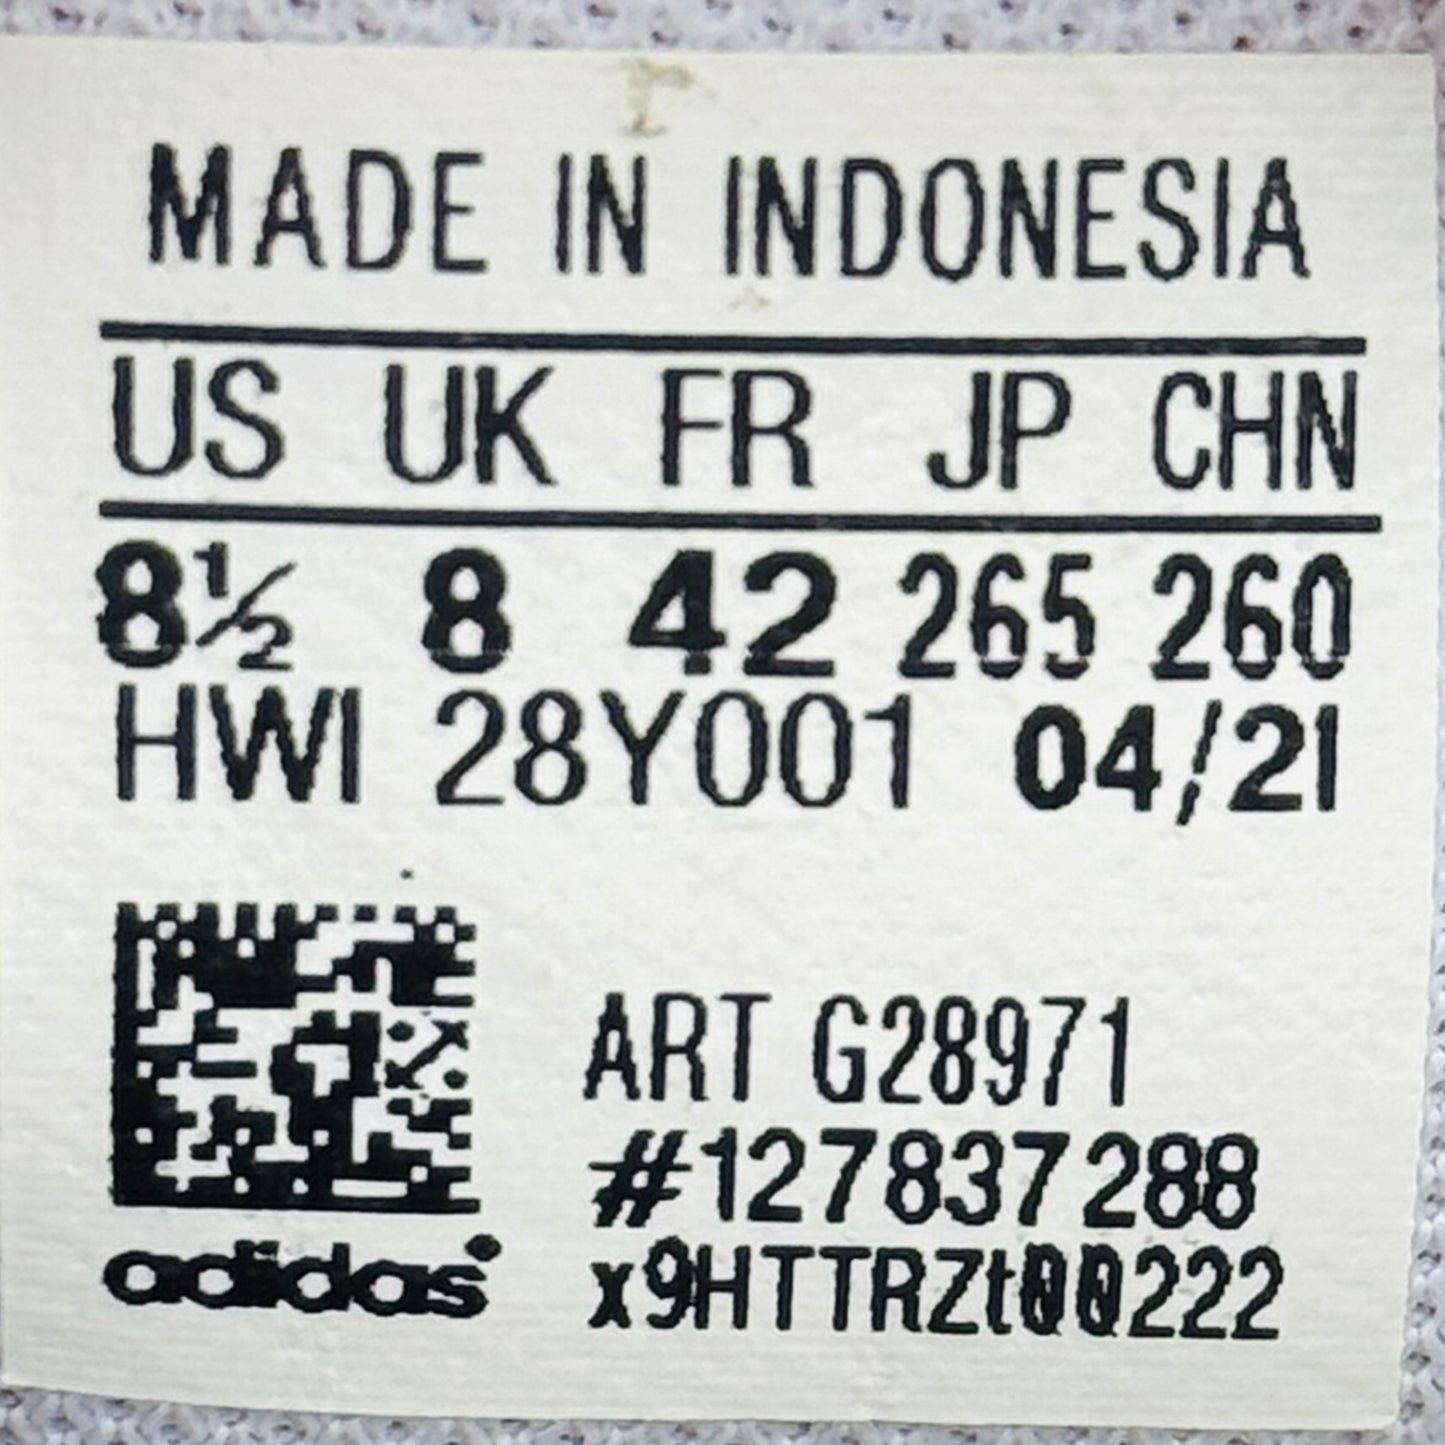 MADE IN INDONESIA
US UK FR JP CHN
8½ 8 42 265 260
HWI 28Y001 04/21
ART G28971
#127837288
adidas x9HTTRZt00222